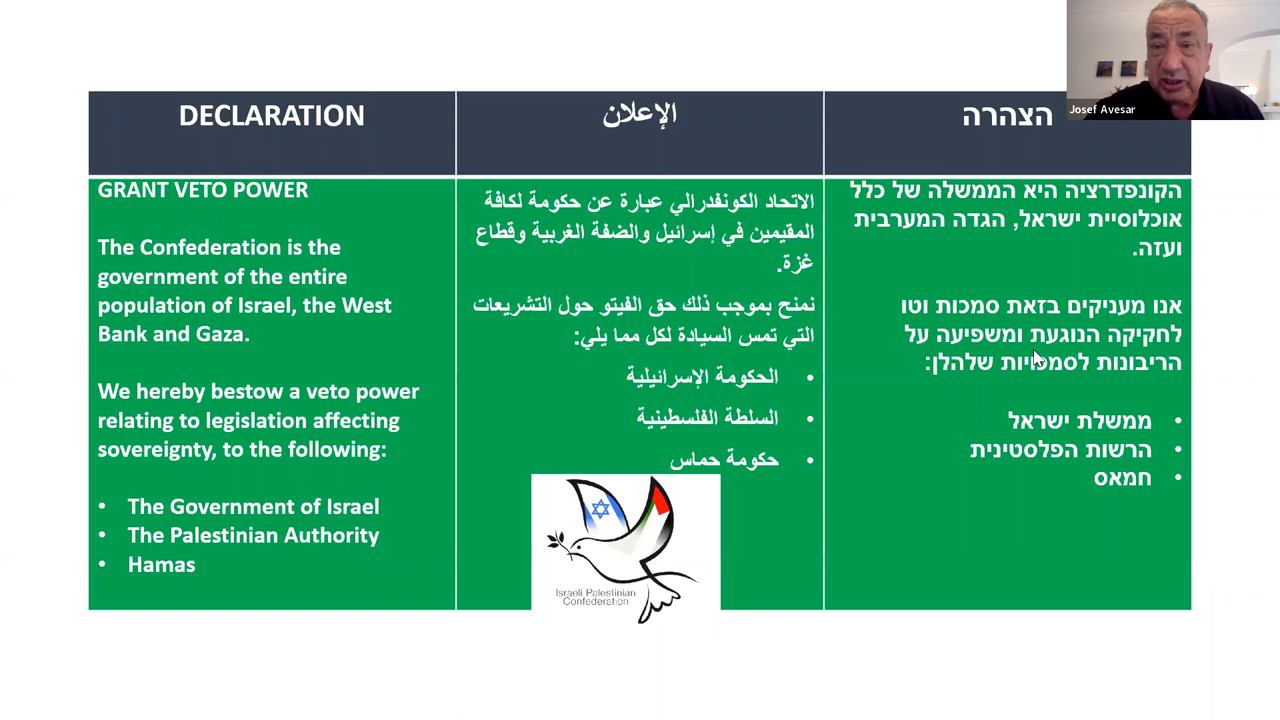 Josef Avesar
DECLARATION
GRANT VETO POWER
The Confederation is the
government of the entire
population of Israel, the West
Bank and Gaza.
We hereby bestow a veto power
relating to legislation affecting
sovereignty, to the following:
• The Government of Israel
• The Palestinian Authority
• Hamas
الإعلان
الاتحاد الكونفدرالي عبارة عن حكومة لكافة
المقيمين في إسرائيل والضفة الغربية وقطاع
غزة.
نمنح بموجب ذلك حق الفيتو حول التشريعات
التي تمس السيادة لكل مما يلي:
• الحكومة الإسرائيلية
• السلطة الفلسطينية
• حكومة حماس
Israeli Palestinian
Confederation
הצהרה
הקונפדרציה היא הממשלה של כלל
אוכלוסיית ישראל, הגדה המערבית
ועזה.
אנו מעניקים בזאת סמכות וטו
לחקיקה הנוגעת ומשפיעה על
הריבונות לסמכויות שלהלן:
• ממשלת ישראל
• הרשות הפלסטינית
• חמאס